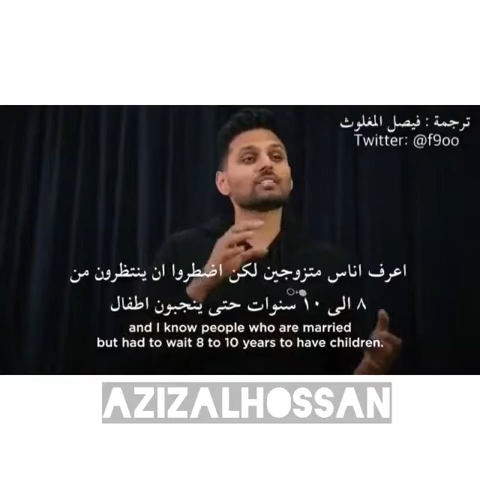 ترجمة : فيصل المغلوث
Twitter: @f9oo
اعرف اناس متزوجين لكن اضطروا ان ينتظرون من
٨ الى ١٠ سنوات حتى ينجبون اطفال
and I know people who are married
but had to wait 8 to 10 years to have children.
AZIZALHOSSAN